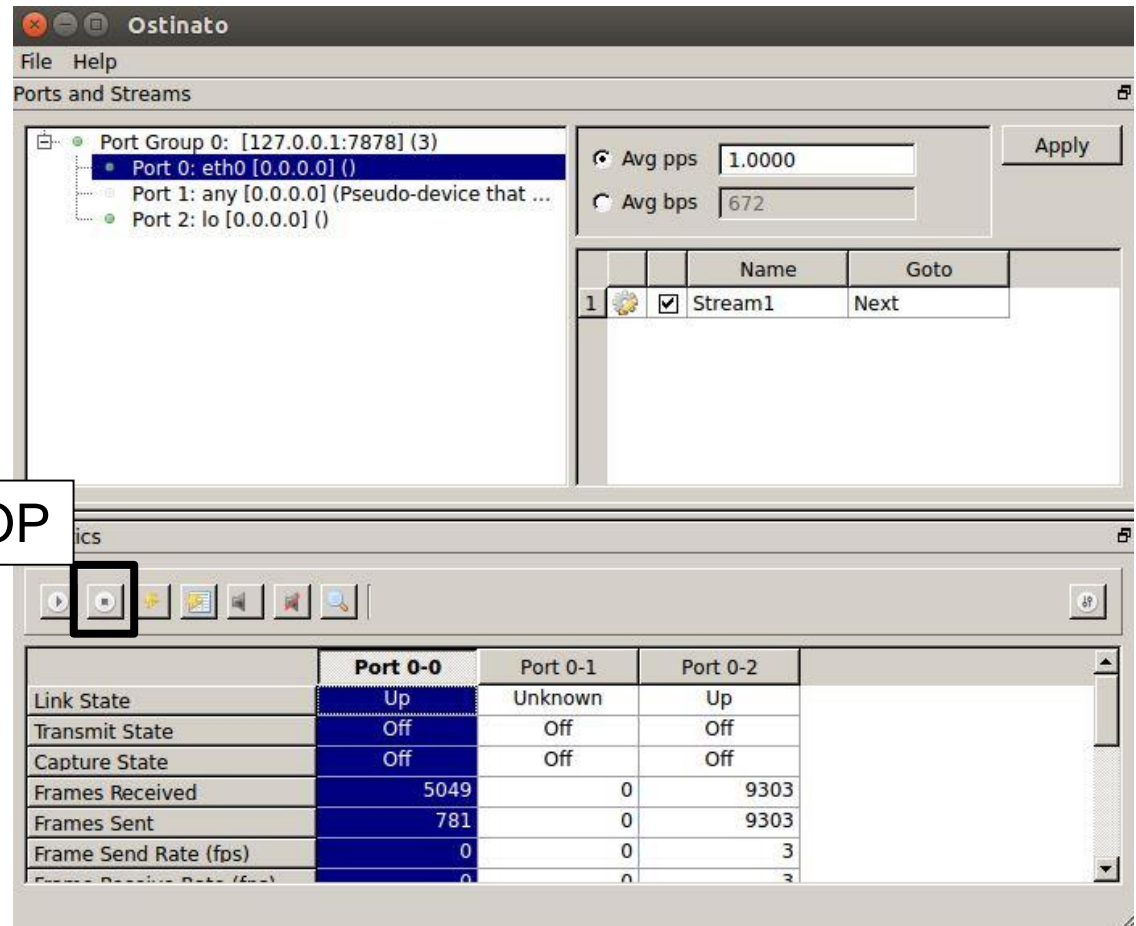 Ostinato
File Help
Ports and Streams
Port Group 0: [127.0.0.1:7878] (3)
Port 0: eth0 [0.0.0.0] ()
Port 1: any [0.0.0.0] (Pseudo-device that ...
Port 2: lo [0.0.0.0] ()
Avg pps 1.0000
Avg bps 672
Apply
Name Goto
1 Stream1 Next
OP
ics
Port 0-0 Port 0-1 Port 0-2
Link State Up Unknown Up
Transmit State Off Off Off
Capture State Off Off Off
Frames Received 5049 0 9303
Frames Sent 781 0 9303
Frame Send Rate (fps) 0 0 3